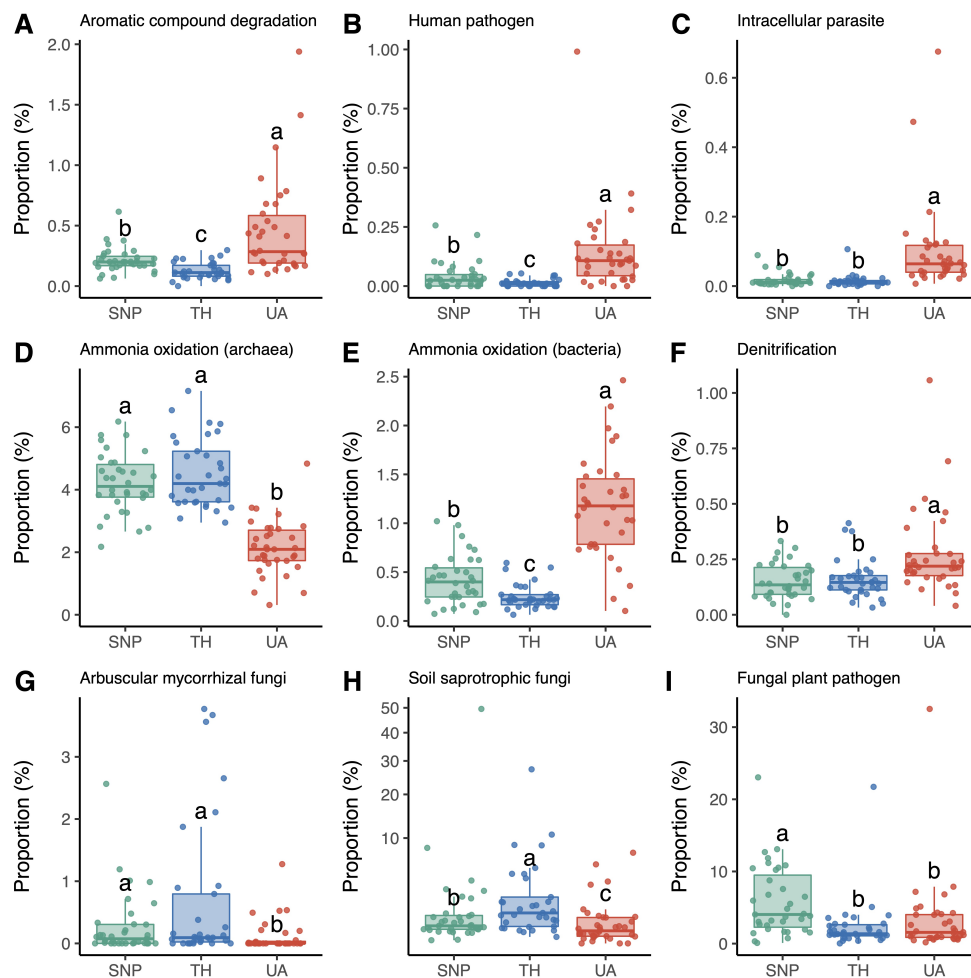 A Aromatic compound degradation
Proportion (%)
2.0
1.5
1.0
0.5
0.0
b
c
a
SNP TH UA
B Human pathogen
Proportion (%)
1.00
0.75
0.50
0.25
0.00
b
c
a
SNP TH UA
C Intracellular parasite
Proportion (%)
0.6
0.4
0.2
0.0
b
b
a
SNP TH UA
D Ammonia oxidation (archaea)
Proportion (%)
6
4
2
0
a
a
b
SNP TH UA
E Ammonia oxidation (bacteria)
Proportion (%)
2.5
2.0
1.5
1.0
0.5
0.0
b
c
a
SNP TH UA
F Denitrification
Proportion (%)
1.00
0.75
0.50
0.25
0.00
b
b
a
SNP TH UA
G Arbuscular mycorrhizal fungi
Proportion (%)
3
2
1
0
a
a
b
SNP TH UA
H Soil saprotrophic fungi
Proportion (%)
50
40
30
20
10
b
a
c
SNP TH UA
I Fungal plant pathogen
Proportion (%)
30
20
10
0
a
b
b
SNP TH UA